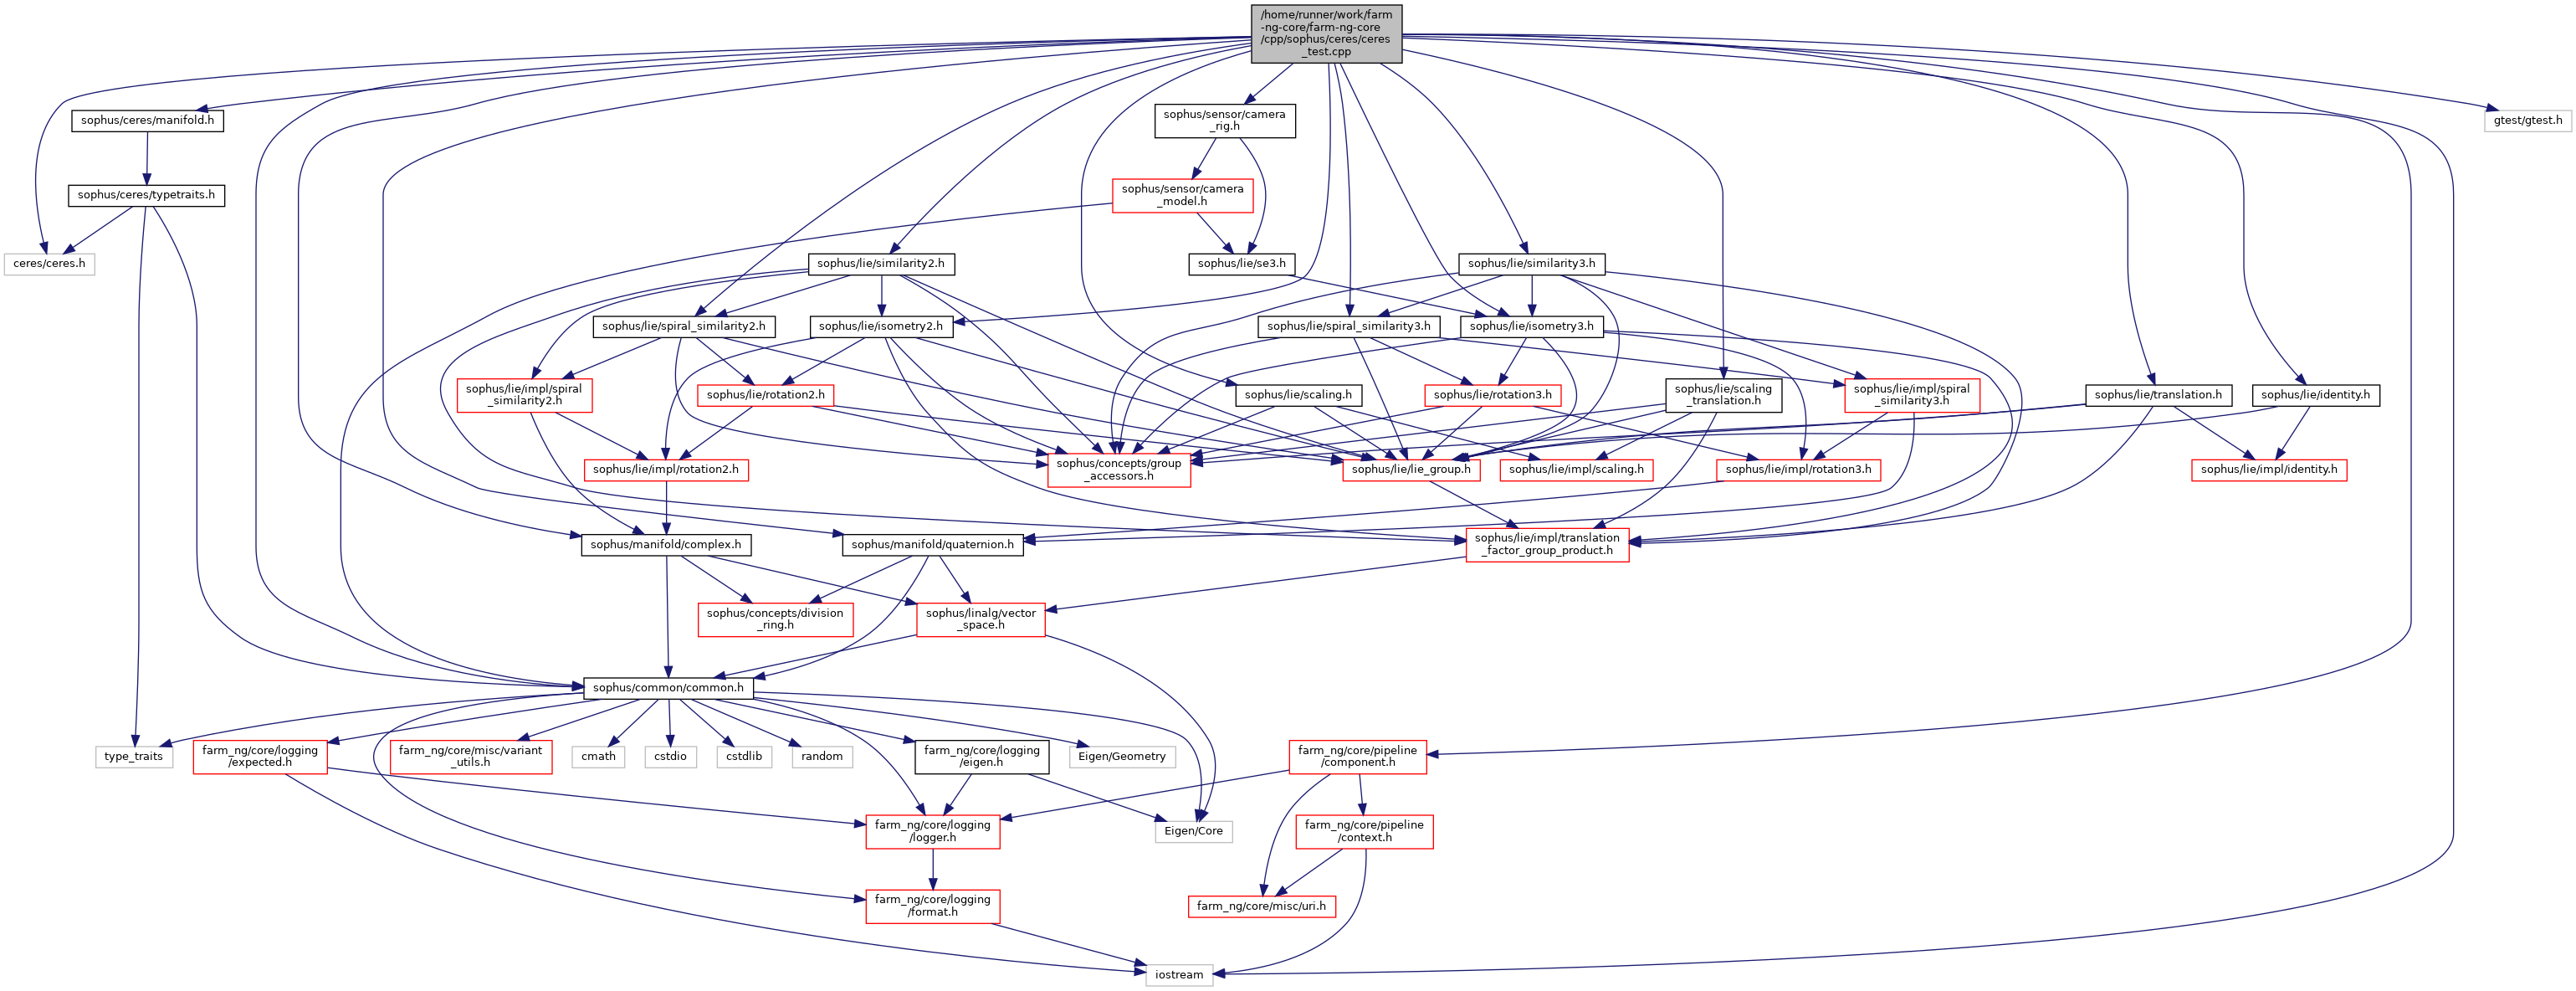 /home/runner/work/farm
-ng-core/farm-ng-core
/cpp/sophus/ceres/ceres
_test.cpp
sophus/ceres/manifold.h
sophus/sensor/camera
_rig.h
gtest/gtest.h
sophus/ceres/typetraits.h
sophus/sensor/camera
_model.h
ceres/ceres.h
sophus/lie/similarity2.h
sophus/lie/se3.h
sophus/lie/similarity3.h
sophus/lie/spiral_similarity2.h
sophus/lie/isometry2.h
sophus/lie/spiral_similarity3.h
sophus/lie/isometry3.h
sophus/lie/impl/spiral
_similarity2.h
sophus/lie/rotation2.h
sophus/lie/scaling.h
sophus/lie/rotation3.h
sophus/lie/scaling
_translation.h
sophus/lie/impl/spiral
_similarity3.h
sophus/lie/translation.h
sophus/lie/identity.h
sophus/lie/impl/rotation2.h
sophus/concepts/group
_accessors.h
sophus/lie/lie_group.h
sophus/lie/impl/scaling.h
sophus/lie/impl/rotation3.h
sophus/lie/impl/identity.h
sophus/manifold/complex.h
sophus/manifold/quaternion.h
sophus/lie/impl/translation
_factor_group_product.h
sophus/concepts/division
_ring.h
sophus/linalg/vector
_space.h
sophus/common/common.h
type_traits
farm_ng/core/logging
/expected.h
farm_ng/core/misc/variant
_utils.h
cmath
cstdio
cstdlib
random
farm_ng/core/logging
/eigen.h
Eigen/Geometry
farm_ng/core/pipeline
/component.h
farm_ng/core/logging
/logger.h
Eigen/Core
farm_ng/core/pipeline
/context.h
farm_ng/core/logging
/format.h
farm_ng/core/misc/uri.h
iostream